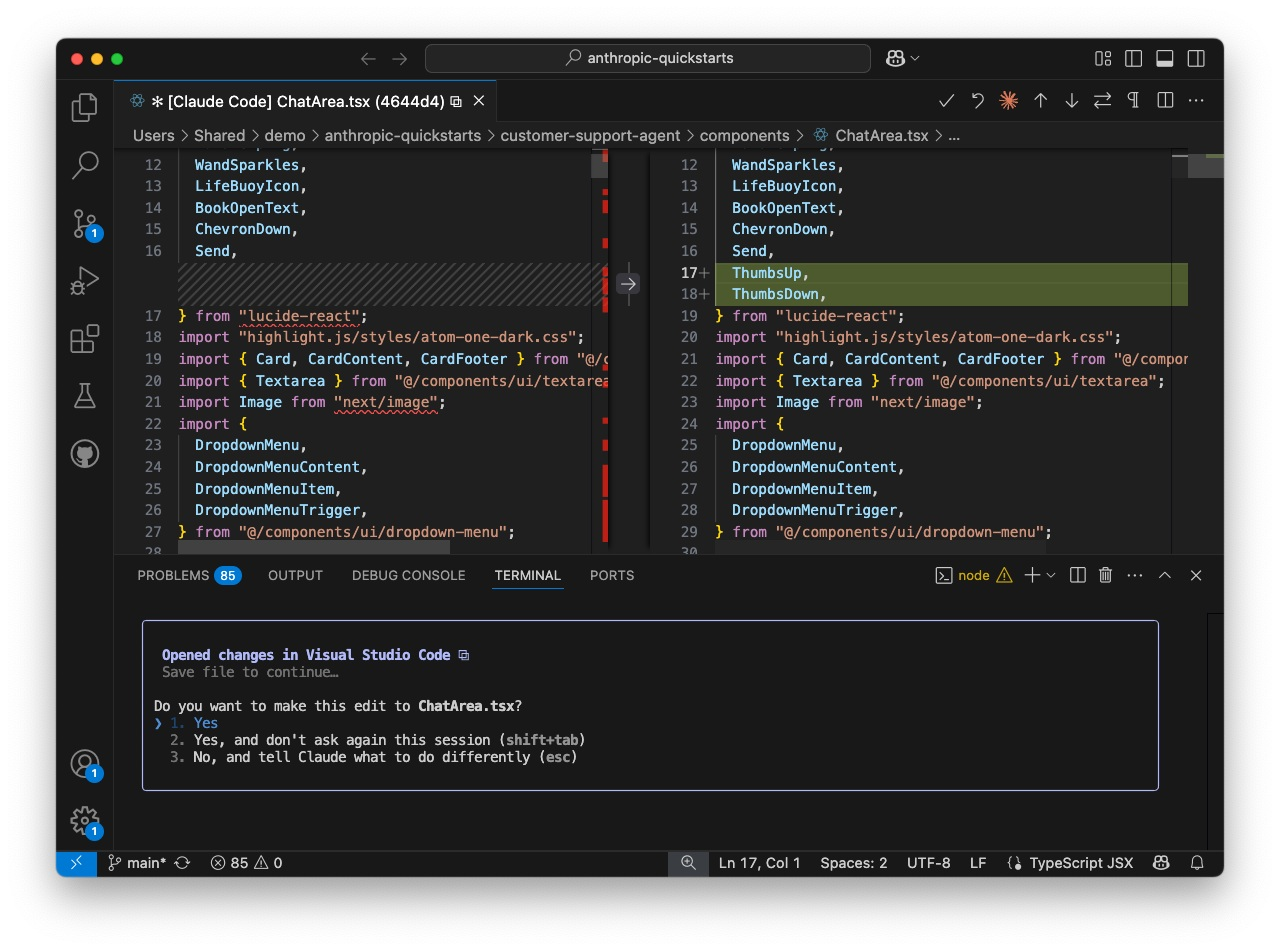 anthropic-quickstarts
✻ [Claude Code] ChatArea.tsx (4644d4) ⧉
Users > Shared > demo > anthropic-quickstarts > customer-support-agent > components > ChatArea.tsx > ...
12 WandSparkles,
13 LifeBuoyIcon,
14 BookOpenText,
15 ChevronDown,
16 Send,
17 } from "lucide-react";
18 import "highlight.js/styles/atom-one-dark.css";
19 import { Card, CardContent, CardFooter } from "@/c
20 import { Textarea } from "@/components/ui/textarea
21 import Image from "next/image";
22 import {
23 DropdownMenu,
24 DropdownMenuContent,
25 DropdownMenuItem,
26 DropdownMenuTrigger,
27 } from "@/components/ui/dropdown-menu";
28
12 WandSparkles,
13 LifeBuoyIcon,
14 BookOpenText,
15 ChevronDown,
16 Send,
17+ ThumbsUp,
18+ ThumbsDown,
19 } from "lucide-react";
20 import "highlight.js/styles/atom-one-dark.css";
21 import { Card, CardContent, CardFooter } from "@/compor
22 import { Textarea } from "@/components/ui/textarea";
23 import Image from "next/image";
24 import {
25 DropdownMenu,
26 DropdownMenuContent,
27 DropdownMenuItem,
28 DropdownMenuTrigger,
29 } from "@/components/ui/dropdown-menu";
30
PROBLEMS 85 OUTPUT DEBUG CONSOLE TERMINAL PORTS node
Opened changes in Visual Studio Code ⧉
Save file to continue…
Do you want to make this edit to ChatArea.tsx?
❯ 1. Yes
2. Yes, and don't ask again this session (shift+tab)
3. No, and tell Claude what to do differently (esc)
1
1
1
main* 85 0 Ln 17, Col 1 Spaces: 2 UTF-8 LF TypeScript JSX